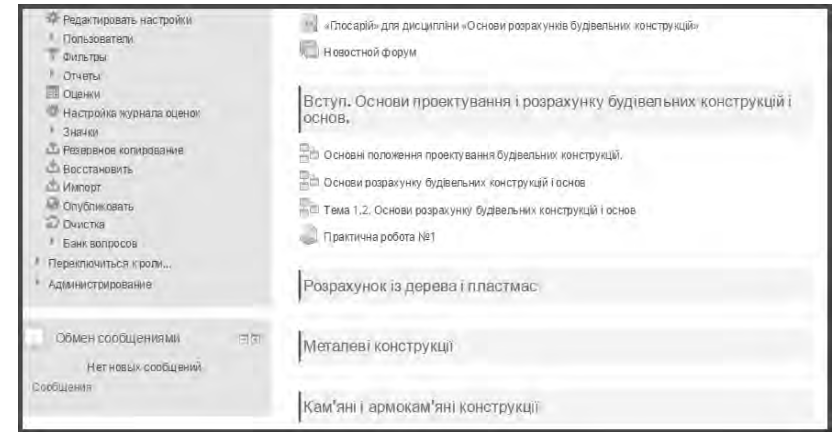 Редактировать настройки
Пользователи
Фильтры
Отчеты
Оценки
Настройка журнала оценок
Значки
Резервное копирование
Восстановить
Импорт
Опубликовать
Очистка
Банк вопросов
Переключиться к роли...
Администрирование
Обмен сообщениями
Нет новых сообщений
Сообщения
«Глосарій» для дисципліни «Основи розрахунків будівельних конструкцій»
Новостной форум
Вступ. Основи проектування і розрахунку будівельних конструкцій і
основ.
Основні положення проектування будівельних конструкцій.
Основи розрахунку будівельних конструкцій і основ
Тема 1.2. Основи розрахунку будівельних конструкцій і основ
Практична робота №1
Розрахунок із дерева і пластмас
Металеві конструкції
Кам'яні і армокам'яні конструкції